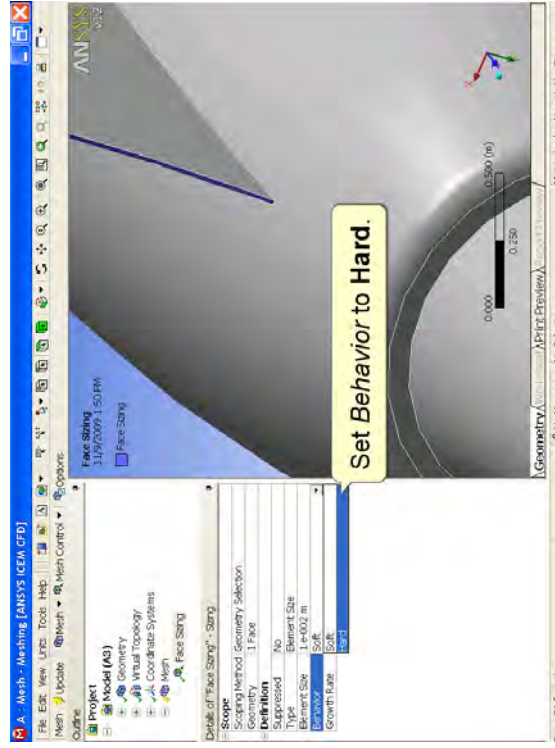 A : Mesh - Meshing [ANSYS ICEM CFD]
File Edit View Units Tools Help
Mesh Update Mesh Mesh Control Options
Outline
Project
Model (A3)
Geometry
Virtual Topology
Coordinate Systems
Mesh
Face Sizing
Details of "Face Sizing" - Sizing
Scope
Scoping Method Geometry Selection
Geometry 1 Face
Definition
Suppressed No
Type Element Size
Element Size 1.e-002 m
Behavior Soft
Growth Rate Soft
Hard
Face Sizing
11/9/2009 1:50 PM
Face Sizing
ANSYS
v12
Set Behavior to Hard.
0.000 0.500 (m)
0.250
Geometry Print Preview